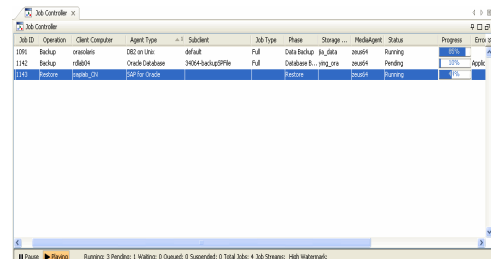 Job Controller ×
Job Controller
Job ID Operation Client Computer Agent Type Subclient Job Type Phase Storage ... MediaAgent Status Progress Error
1091 Backup orasolaris DB2 on Unix default Full Data Backup jia_data zeus64 Running 85%
1142 Backup rdlab04 Oracle Database 34064-backupSPFile Full Database B... ying_ora zeus64 Pending 10% Applic
1143 Restore saplab_CN SAP for Oracle Restore zeus64 Running
Pause Playing Running: 3 Pending: 1 Waiting: 0 Queued: 0 Suspended: 0 Total Jobs: 4 Job Streams: High Watermark: